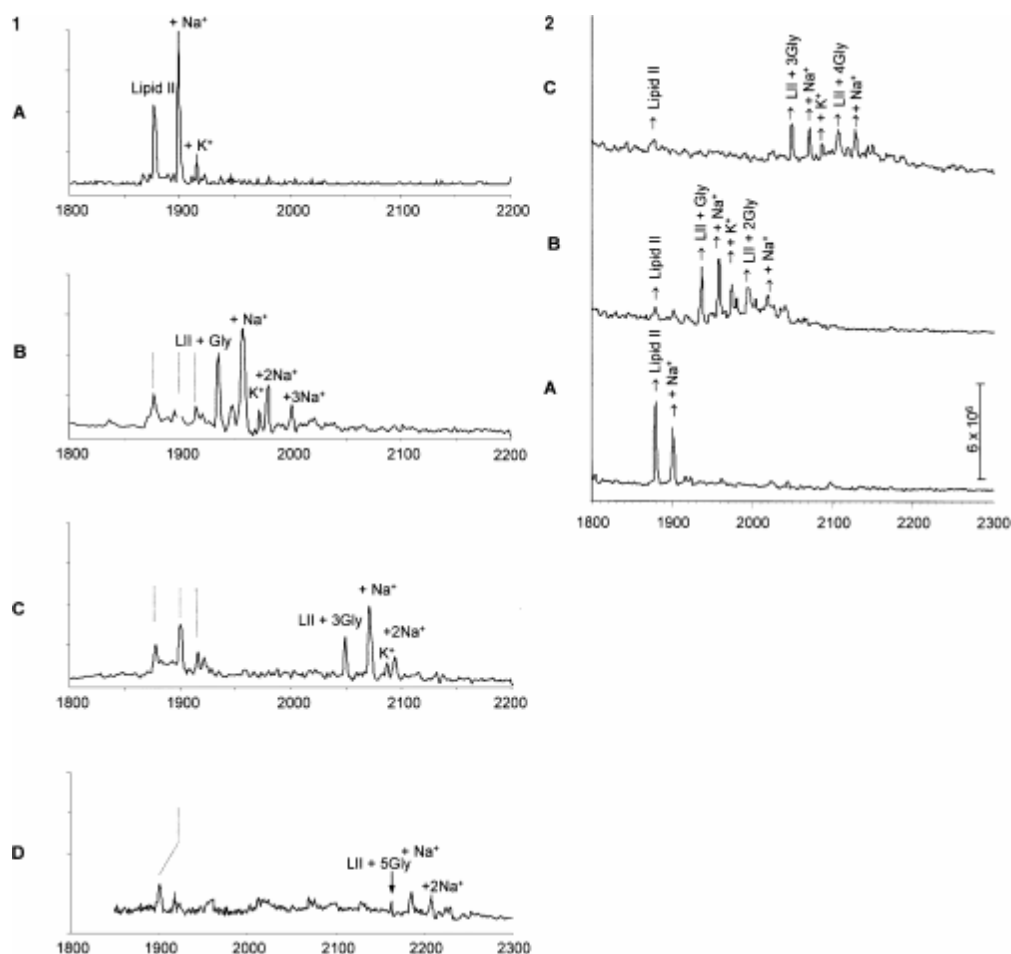 1
+ Na⁺
Lipid II
A
+ K⁺
1800 1900 2000 2100 2200
+ Na⁺
LII + Gly
B
+2Na⁺
K⁺
+3Na⁺
1800 1900 2000 2100 2200
+ Na⁺
C
LII + 3Gly
+2Na⁺
K⁺
1800 1900 2000 2100 2200
D
+ Na⁺
LII + 5Gly
+2Na⁺
1800 1900 2000 2100 2200 2300
2
C
→ Lipid II
→ LII + 3Gly
→ + Na⁺
→ + K⁺
→ LII + 4Gly
→ + Na⁺
B
→ Lipid II
→ LII + Gly
→ + Na⁺
→ + K⁺
→ LII + 2Gly
→ + Na⁺
A
→ Lipid II
→ + Na⁺
6 x 10⁶
1800 1900 2000 2100 2200 2300